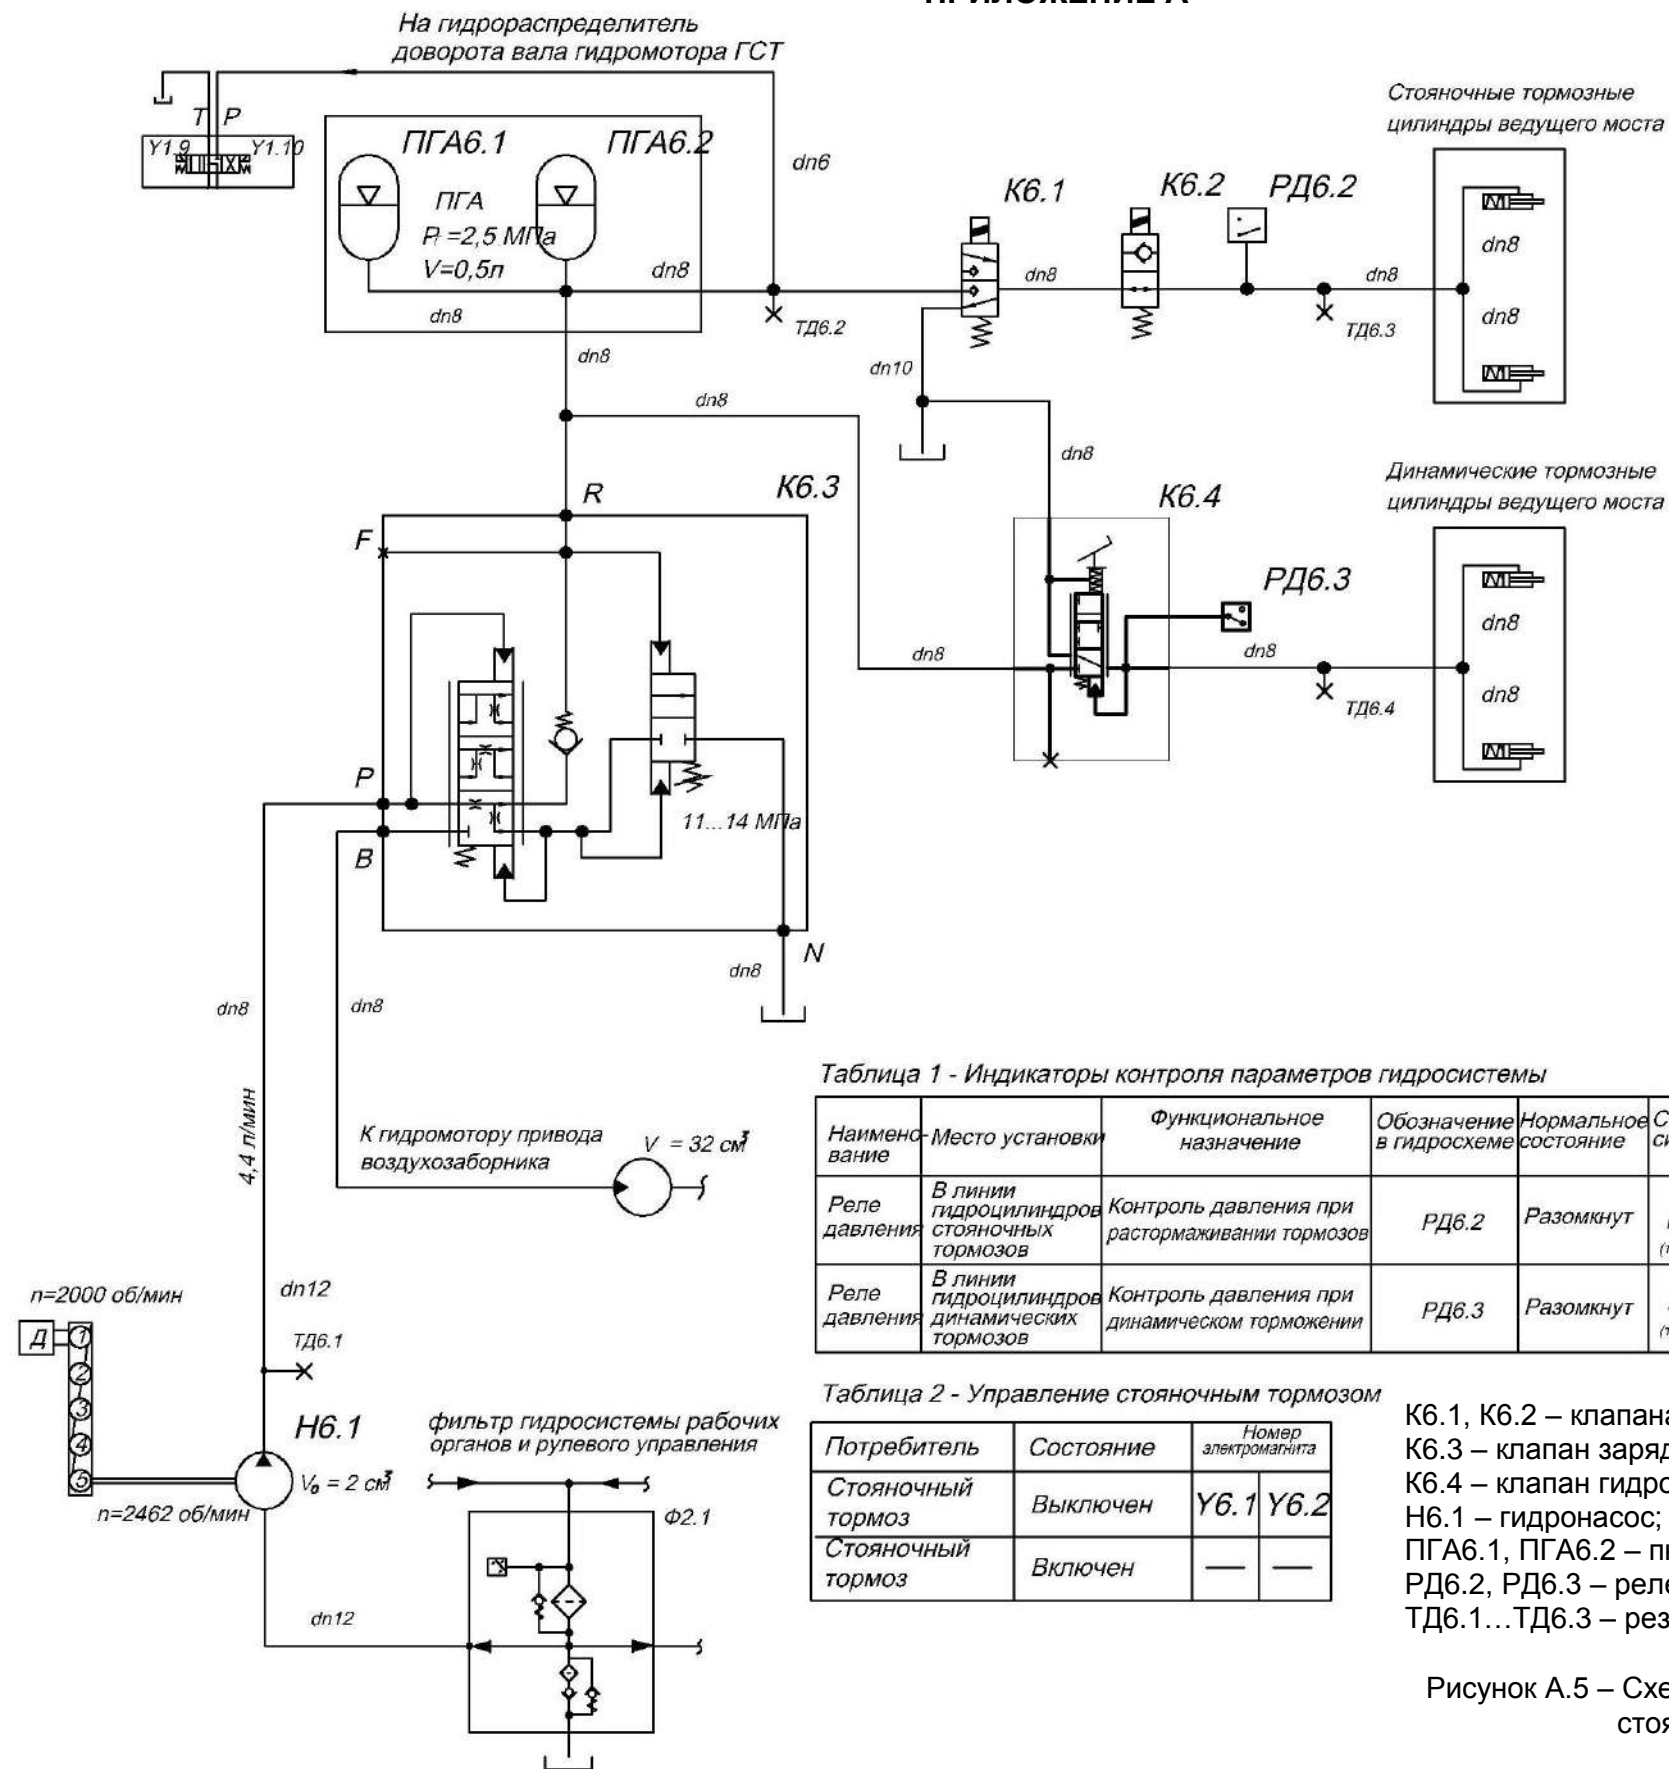 ПРИЛОЖЕНИЕ А
На гидрораспределитель
доворота вала гидромотора ГСТ
T P
Y1.9 Y1.10
ПГА6.1 ПГА6.2
ПГА
P =2,5 МПа
V=0,5л
dn8
dn8
dn8
dn6
ТД6.2
К6.1
К6.2
РД6.2
dn8
dn8
ТД6.3
dn10
Стояночные тормозные
цилиндры ведущего моста
dn8
dn8
dn8
dn8
R
К6.3
F
P
B
11...14 МПа
N
dn8
К6.4
РД6.3
dn8
dn8
ТД6.4
Динамические тормозные
цилиндры ведущего моста
dn8
dn8
dn8
dn8
4,4 л/мин
К гидромотору привода
воздухозаборника
V = 32 см³
n=2000 об/мин
dn12
Д
1
2
3
4
5
ТД6.1
Н6.1
V₀ = 2 см³
n=2462 об/мин
фильтр гидросистемы рабочих
органов и рулевого управления
Ф2.1
dn12
Таблица 1 - Индикаторы контроля параметров гидросистемы
Наимено- Место установки Функциональное Обозначение Нормальное
вание назначение в гидросхеме состояние
Реле В линии Контроль давления при РД6.2 Разомкнут
давления гидроцилиндров растормаживании тормозов
стояночных
тормозов
Реле В линии Контроль давления при РД6.3 Разомкнут
давления гидроцилиндров динамическом торможении
динамических
тормозов
Таблица 2 - Управление стояночным тормозом
Потребитель Состояние Номер
электромагнита
Стояночный Выключен Y6.1 Y6.2
тормоз
Стояночный Включен — —
тормоз
К6.1, К6.2 – клапана
К6.3 – клапан заряд
К6.4 – клапан гидро
Н6.1 – гидронасос;
ПГА6.1, ПГА6.2 –
РД6.2, РД6.3 – реле
ТД6.1…ТД6.3 – рез
Рисунок А.5 – Схе
стоя